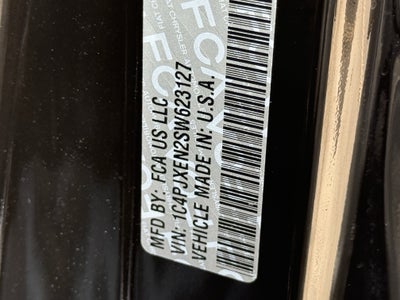 MFD BY: FCA US LLC
VIN: 1C4PJXEN2SW623127
VEHICLE MADE IN: U.S.A.